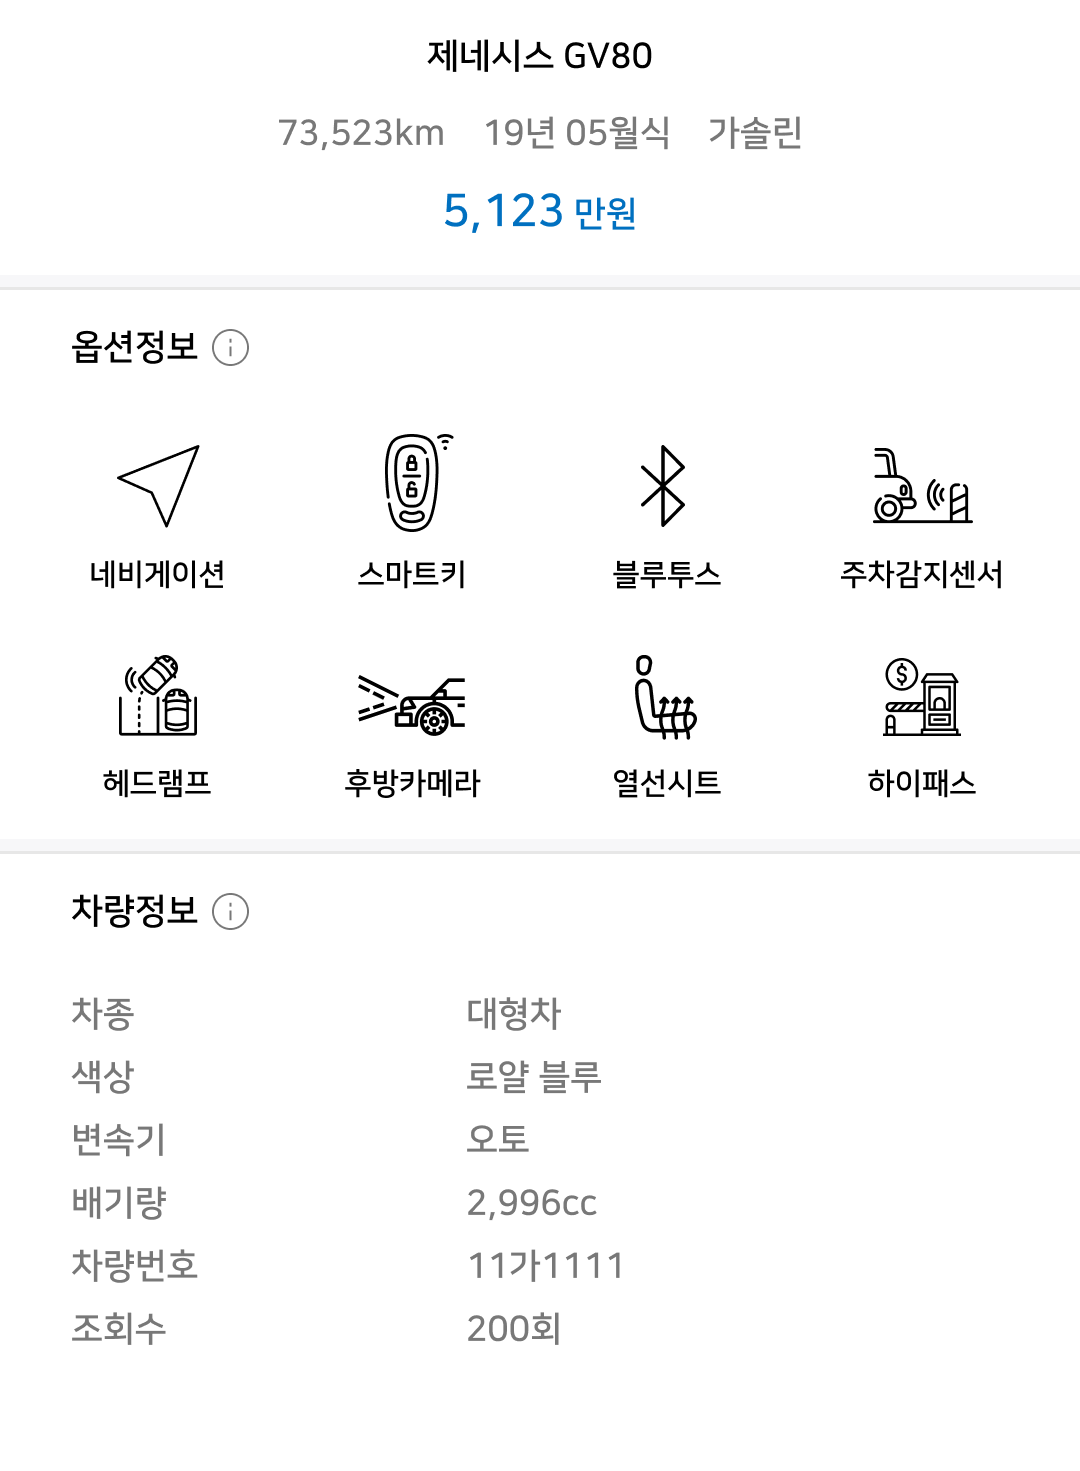 제네시스 GV80
73,523km 19년 05월식 가솔린
5,123 만원
옵션정보
네비게이션 스마트키 블루투스 주차감지센서
헤드램프 후방카메라 열선시트 하이패스
차량정보
차종 대형차
색상 로얄 블루
변속기 오토
배기량 2,996cc
차량번호 11가1111
조회수 200회